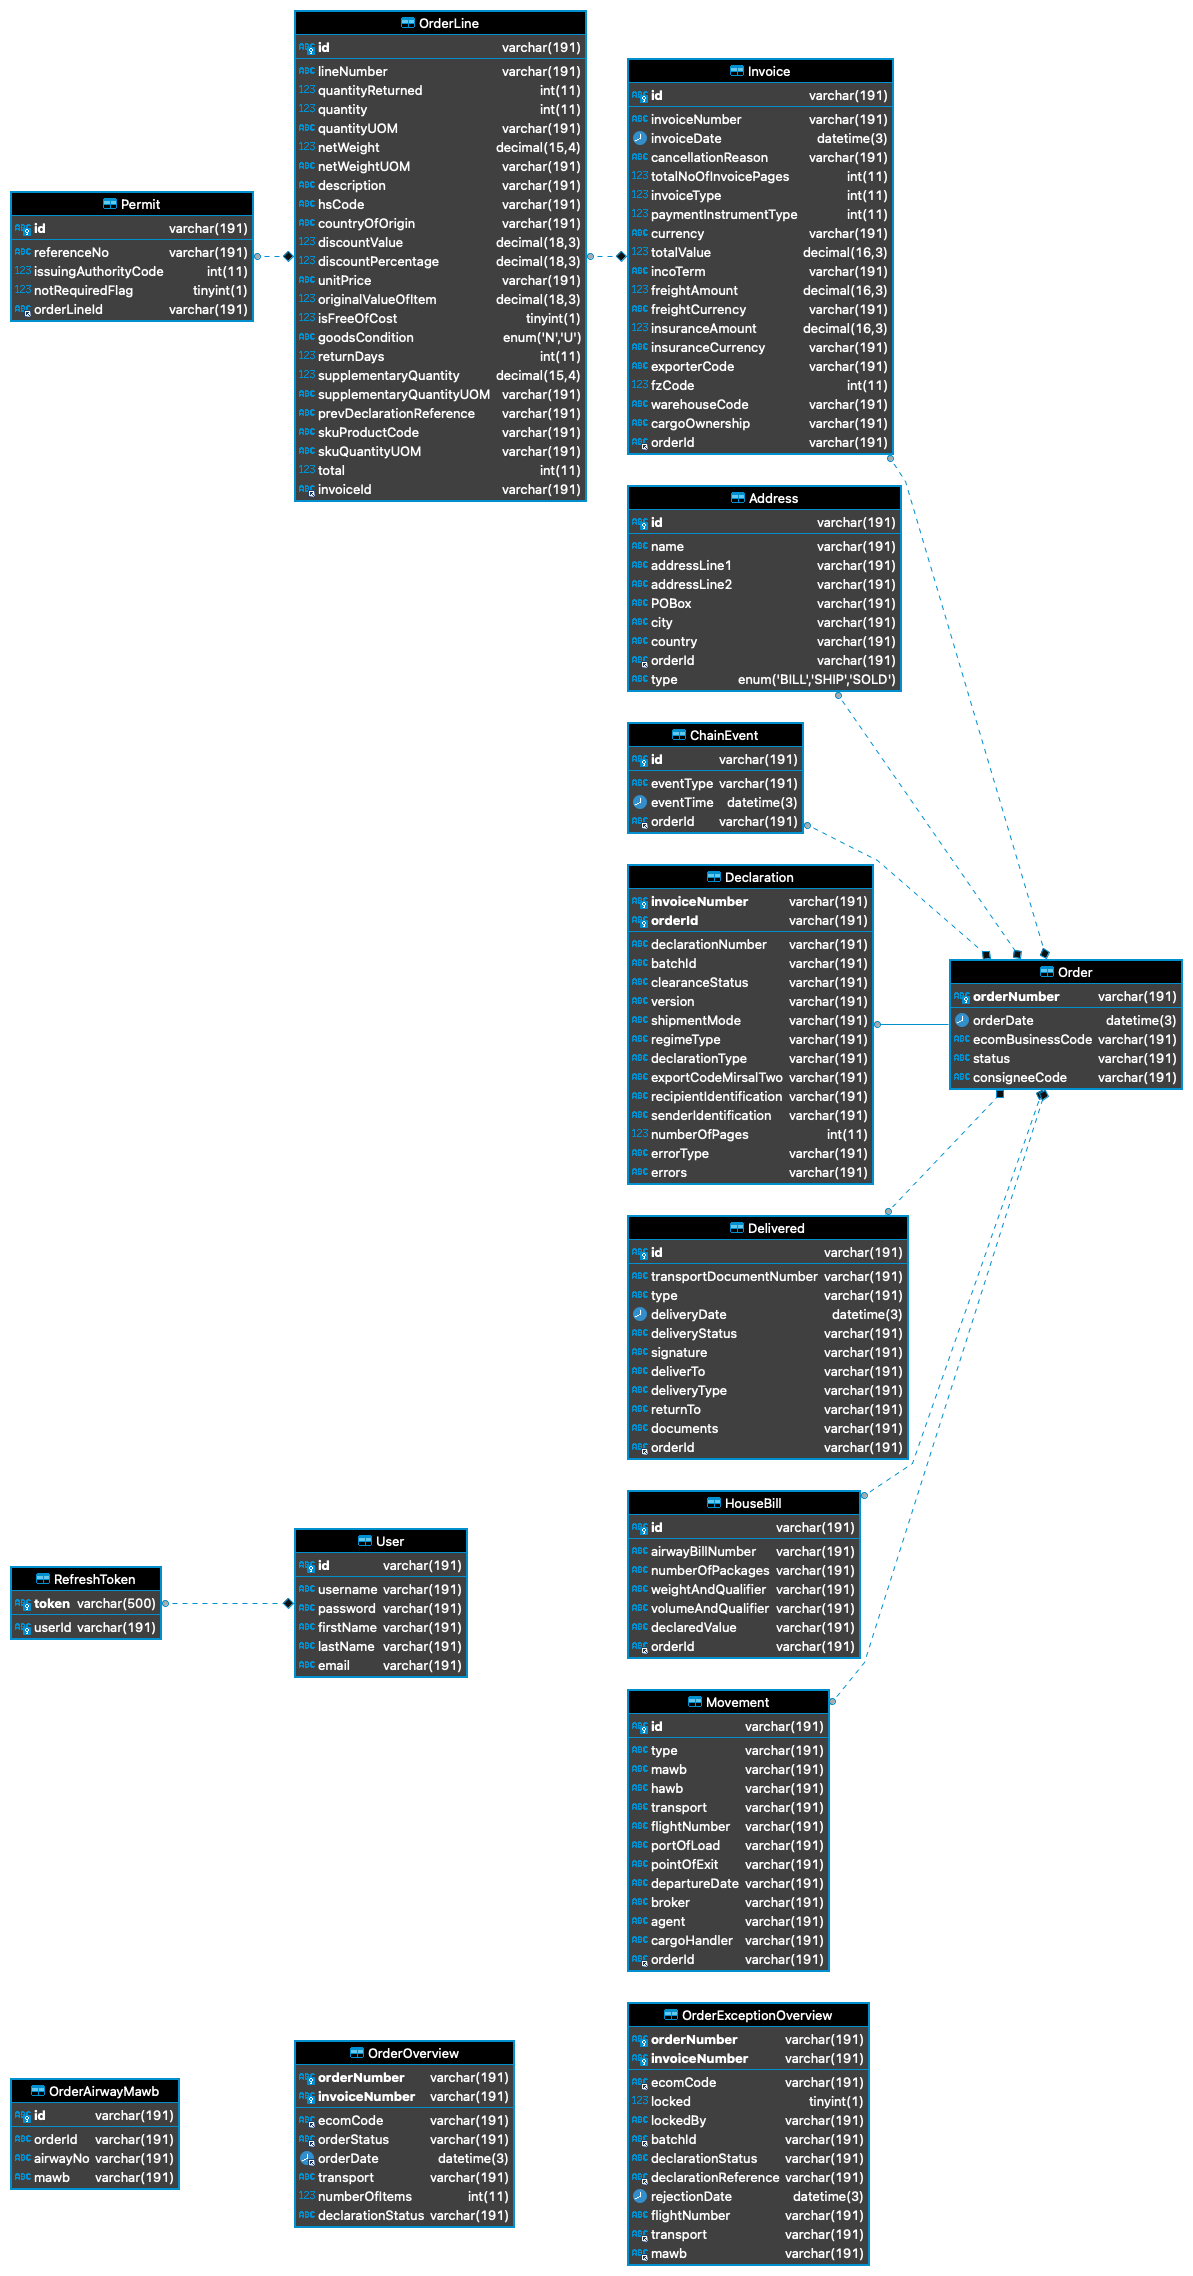 OrderLine
id varchar(191)
lineNumber varchar(191)
quantityReturned int(11)
quantity int(11)
quantityUOM varchar(191)
netWeight decimal(15,4)
netWeightUOM varchar(191)
description varchar(191)
hsCode varchar(191)
countryOfOrigin varchar(191)
discountValue decimal(18,3)
discountPercentage decimal(18,3)
unitPrice varchar(191)
originalValueOfItem decimal(18,3)
isFreeOfCost tinyint(1)
goodsCondition enum('N','U')
returnDays int(11)
supplementaryQuantity decimal(15,4)
supplementaryQuantityUOM varchar(191)
prevDeclarationReference varchar(191)
skuProductCode varchar(191)
skuQuantityUOM varchar(191)
total int(11)
invoiceId varchar(191)
Invoice
id varchar(191)
invoiceNumber varchar(191)
invoiceDate datetime(3)
cancellationReason varchar(191)
totalNoOfInvoicePages int(11)
invoiceType int(11)
paymentInstrumentType int(11)
currency varchar(191)
totalValue decimal(16,3)
incoTerm varchar(191)
freightAmount decimal(16,3)
freightCurrency varchar(191)
insuranceAmount decimal(16,3)
insuranceCurrency varchar(191)
exporterCode varchar(191)
fzCode int(11)
warehouseCode varchar(191)
cargoOwnership varchar(191)
orderId varchar(191)
Permit
id varchar(191)
referenceNo varchar(191)
issuingAuthorityCode int(11)
notRequiredFlag tinyint(1)
orderLineId varchar(191)
Address
id varchar(191)
name varchar(191)
addressLine1 varchar(191)
addressLine2 varchar(191)
POBox varchar(191)
city varchar(191)
country varchar(191)
orderId varchar(191)
type enum('BILL','SHIP','SOLD')
ChainEvent
id varchar(191)
eventType varchar(191)
eventTime datetime(3)
orderId varchar(191)
Declaration
invoiceNumber varchar(191)
orderId varchar(191)
declarationNumber varchar(191)
batchId varchar(191)
clearanceStatus varchar(191)
version varchar(191)
shipmentMode varchar(191)
regimeType varchar(191)
declarationType varchar(191)
exportCodeMirsalTwo varchar(191)
recipientIdentification varchar(191)
senderIdentification varchar(191)
numberOfPages int(11)
errorType varchar(191)
errors varchar(191)
Order
orderNumber varchar(191)
orderDate datetime(3)
ecomBusinessCode varchar(191)
status varchar(191)
consigneeCode varchar(191)
Delivered
id varchar(191)
transportDocumentNumber varchar(191)
type varchar(191)
deliveryDate datetime(3)
deliveryStatus varchar(191)
signature varchar(191)
deliverTo varchar(191)
deliveryType varchar(191)
returnTo varchar(191)
documents varchar(191)
orderId varchar(191)
HouseBill
id varchar(191)
airwayBillNumber varchar(191)
numberOfPackages varchar(191)
weightAndQualifier varchar(191)
volumeAndQualifier varchar(191)
declaredValue varchar(191)
orderId varchar(191)
User
id varchar(191)
username varchar(191)
password varchar(191)
firstName varchar(191)
lastName varchar(191)
email varchar(191)
RefreshToken
token varchar(500)
userId varchar(191)
Movement
id varchar(191)
type varchar(191)
mawb varchar(191)
hawb varchar(191)
transport varchar(191)
flightNumber varchar(191)
portOfLoad varchar(191)
pointOfExit varchar(191)
departureDate varchar(191)
broker varchar(191)
agent varchar(191)
cargoHandler varchar(191)
orderId varchar(191)
OrderExceptionOverview
orderNumber varchar(191)
invoiceNumber varchar(191)
ecomCode varchar(191)
locked tinyint(1)
lockedBy varchar(191)
batchId varchar(191)
declarationStatus varchar(191)
declarationReference varchar(191)
rejectionDate datetime(3)
flightNumber varchar(191)
transport varchar(191)
mawb varchar(191)
OrderOverview
orderNumber varchar(191)
invoiceNumber varchar(191)
ecomCode varchar(191)
orderStatus varchar(191)
orderDate datetime(3)
transport varchar(191)
numberOfItems int(11)
declarationStatus varchar(191)
OrderAirwayMawb
id varchar(191)
orderId varchar(191)
airwayNo varchar(191)
mawb varchar(191)